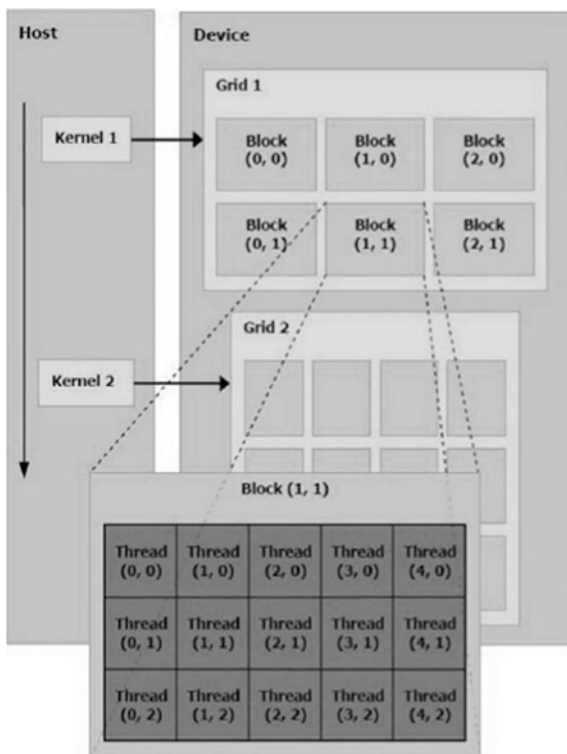 Host
Device
Grid 1
Kernel 1
Block
(0, 0)
Block
(1, 0)
Block
(2, 0)
Block
(0, 1)
Block
(1, 1)
Block
(2, 1)
Grid 2
Kernel 2
Block (1, 1)
Thread
(0, 0)
Thread
(1, 0)
Thread
(2, 0)
Thread
(3, 0)
Thread
(4, 0)
Thread
(0, 1)
Thread
(1, 1)
Thread
(2, 1)
Thread
(3, 1)
Thread
(4, 1)
Thread
(0, 2)
Thread
(1, 2)
Thread
(2, 2)
Thread
(3, 2)
Thread
(4, 2)